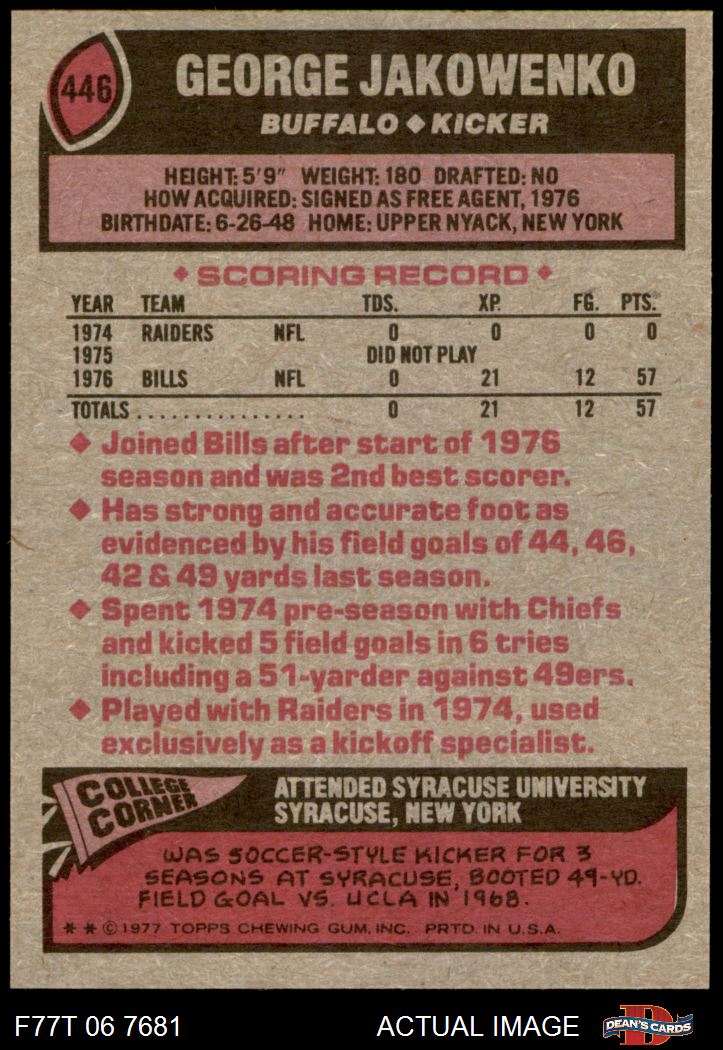 446
GEORGE JAKOWENKO
BUFFALO ◆ KICKER
HEIGHT: 5'9" WEIGHT: 180 DRAFTED: NO
HOW ACQUIRED: SIGNED AS FREE AGENT, 1976
BIRTHDATE: 6-26-48 HOME: UPPER NYACK, NEW YORK
◆ SCORING RECORD ◆
YEAR TEAM TDS. XP. FG. PTS.
1974 RAIDERS NFL 0 0 0 0
1975 DID NOT PLAY
1976 BILLS NFL 0 21 12 57
TOTALS ............... 0 21 12 57
◆ Joined Bills after start of 1976
season and was 2nd best scorer.
◆ Has strong and accurate foot as
evidenced by his field goals of 44, 46,
42 & 49 yards last season.
◆ Spent 1974 pre-season with Chiefs
and kicked 5 field goals in 6 tries
including a 51-yarder against 49ers.
◆ Played with Raiders in 1974, used
exclusively as a kickoff specialist.
COLLEGE
CORNER
ATTENDED SYRACUSE UNIVERSITY
SYRACUSE, NEW YORK
WAS SOCCER-STYLE KICKER FOR 3
SEASONS AT SYRACUSE, BOOTED 49-YD.
FIELD GOAL VS. UCLA IN 1968.
* * © 1977 TOPPS CHEWING GUM, INC. PRTD. IN U.S.A.
F77T 06 7681 ACTUAL IMAGE
D
DEAN'S CARDS